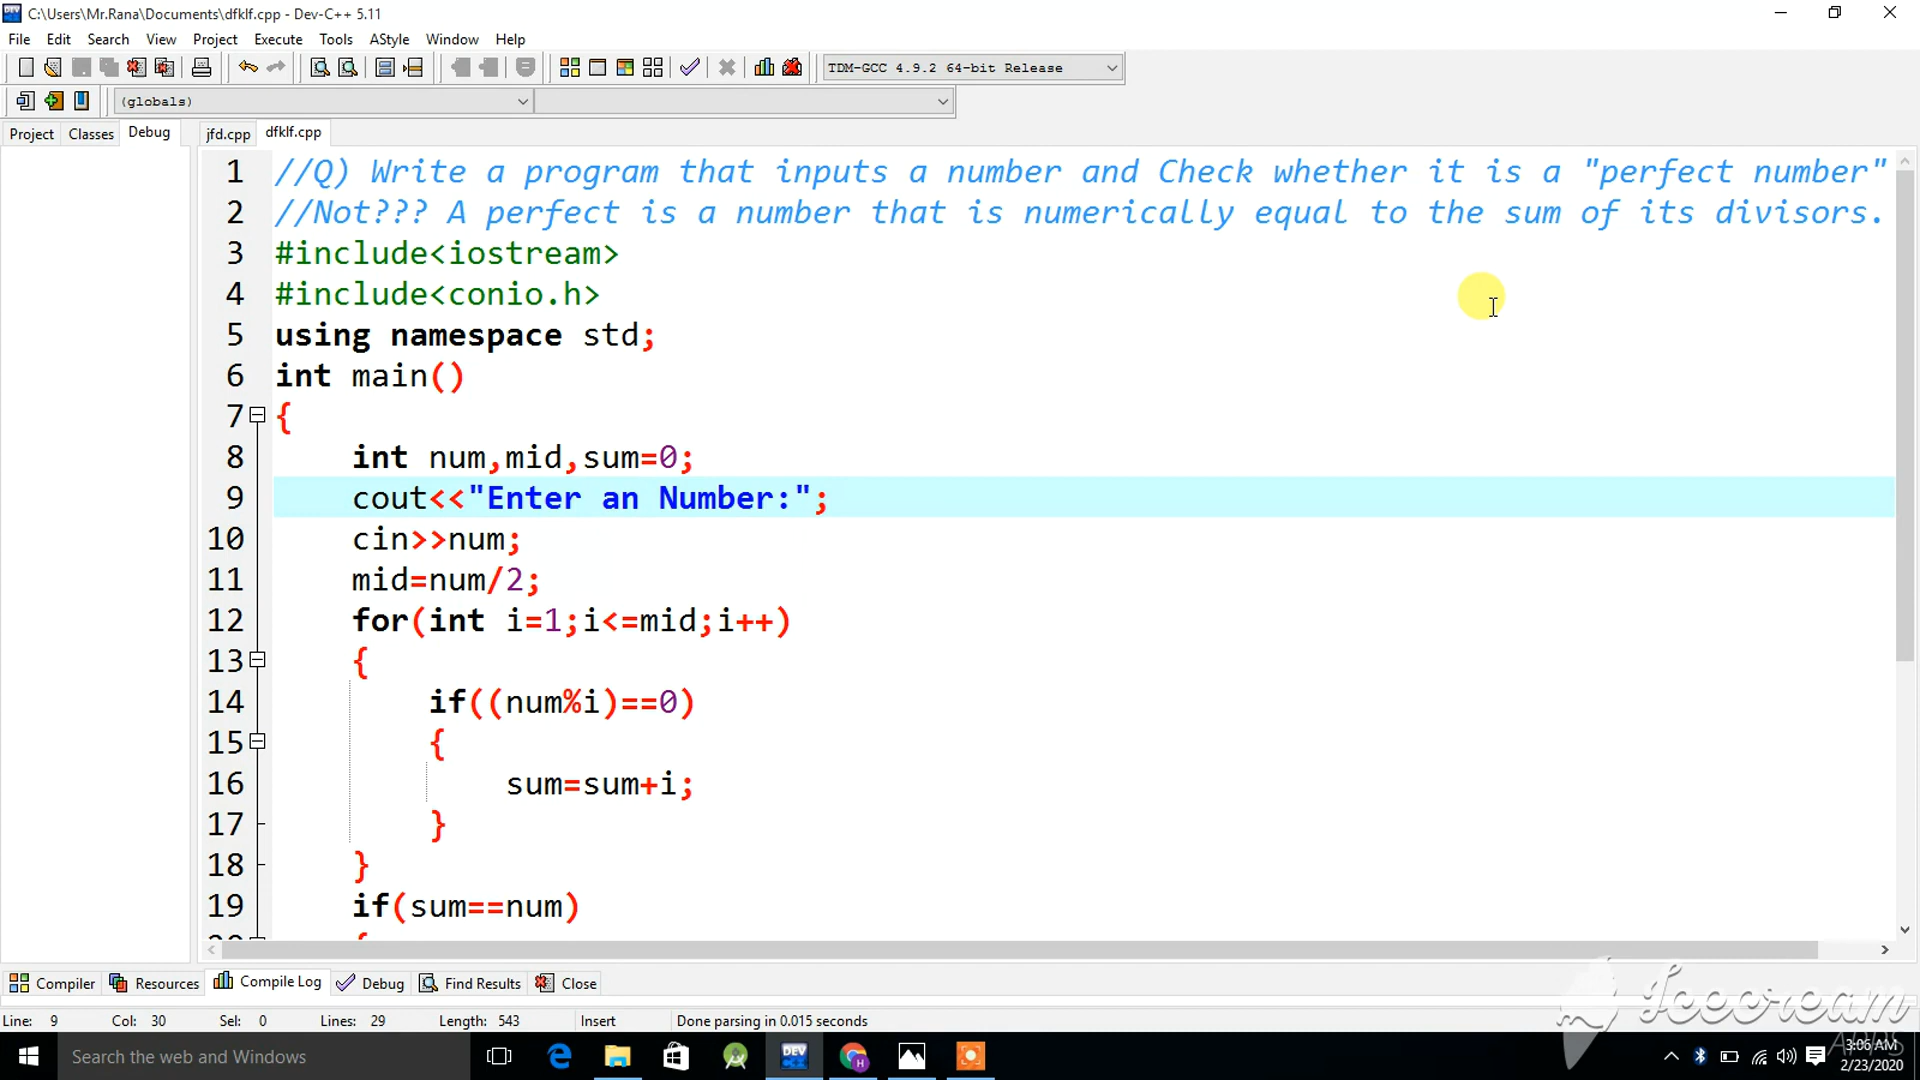 C:\Users\Mr.Rana\Documents\dfklf.cpp - Dev-C++ 5.11
File Edit Search View Project Execute Tools AStyle Window Help
TDM-GCC 4.9.2 64-bit Release
(globals)
Project Classes Debug jfd.cpp dfklf.cpp
1 //Q) Write a program that inputs a number and Check whether it is a "perfect number"
2 //Not??? A perfect is a number that is numerically equal to the sum of its divisors.
3 #include<iostream>
4 #include<conio.h>
5 using namespace std;
6 int main()
7 {
8 int num,mid,sum=0;
9 cout<<"Enter an Number:";
10 cin>>num;
11 mid=num/2;
12 for(int i=1;i<=mid;i++)
13 {
14 if((num%i)==0)
15 {
16 sum=sum+i;
17 }
18 }
19 if(sum==num)
20 {
Compiler Resources Compile Log Debug Find Results Close
Line: 9 Col: 30 Sel: 0 Lines: 29 Length: 543 Insert Done parsing in 0.015 seconds
Icecream
APPS
Search the web and Windows
DEV
H
3:06 AM
2/23/2020